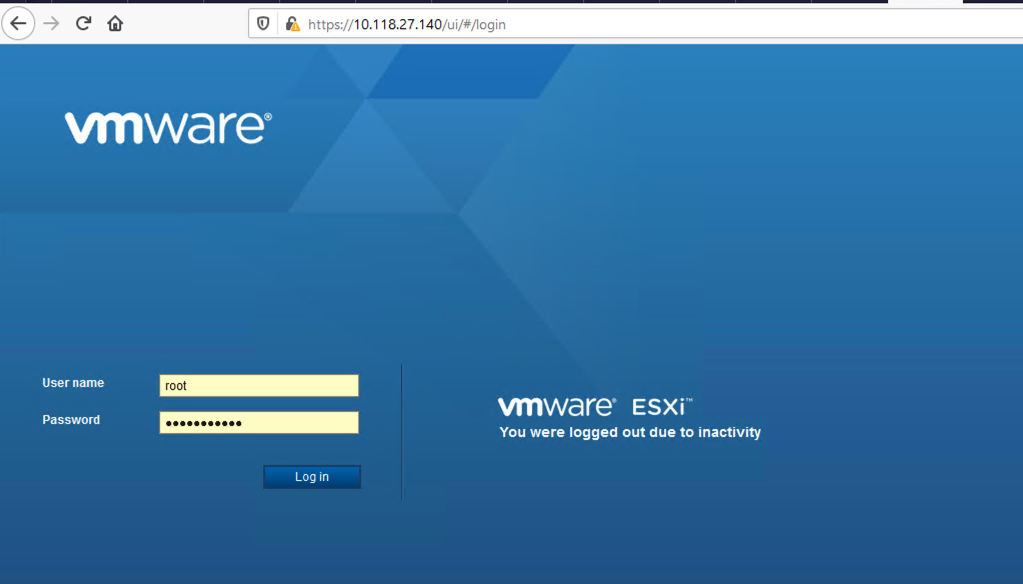 https://10.118.27.140/ui/#/login
vmware®
User name root
Password •••••••••••
Log in
vmware® ESXi™
You were logged out due to inactivity